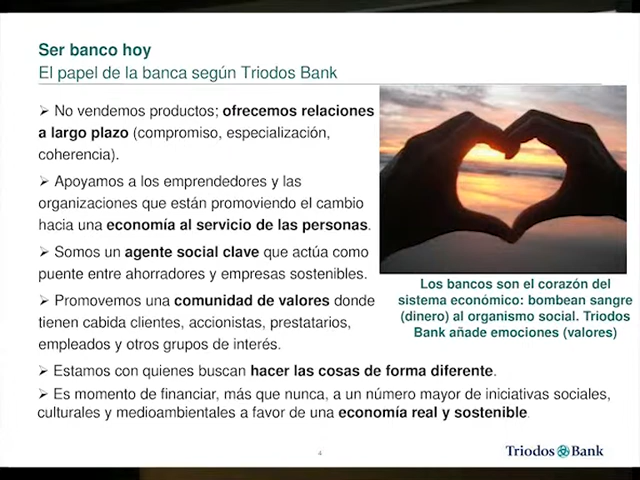 Ser banco hoy
El papel de la banca según Triodos Bank
➢ No vendemos productos; ofrecemos relaciones
a largo plazo (compromiso, especialización,
coherencia).
➢ Apoyamos a los emprendedores y las
organizaciones que están promoviendo el cambio
hacia una economía al servicio de las personas.
➢ Somos un agente social clave que actúa como
puente entre ahorradores y empresas sostenibles.
➢ Promovemos una comunidad de valores donde
tienen cabida clientes, accionistas, prestatarios,
empleados y otros grupos de interés.
Los bancos son el corazón del
sistema económico: bombean sangre
(dinero) al organismo social. Triodos
Bank añade emociones (valores)
➢ Estamos con quienes buscan hacer las cosas de forma diferente.
➢ Es momento de financiar, más que nunca, a un número mayor de iniciativas sociales,
culturales y medioambientales a favor de una economía real y sostenible.
4
Triodos Bank